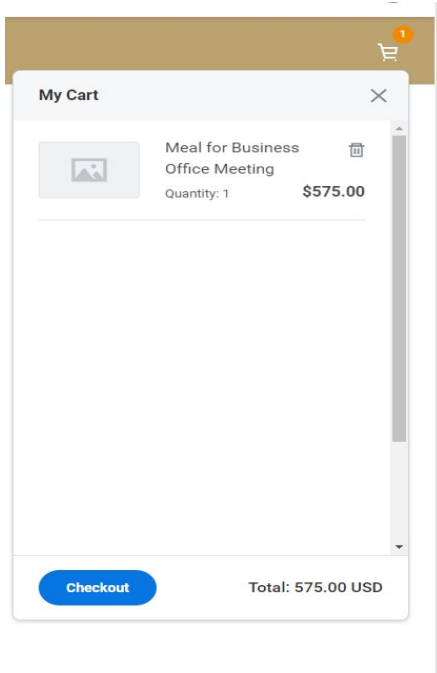 1
My Cart
Meal for Business
Office Meeting
Quantity: 1
$575.00
Checkout
Total: 575.00 USD